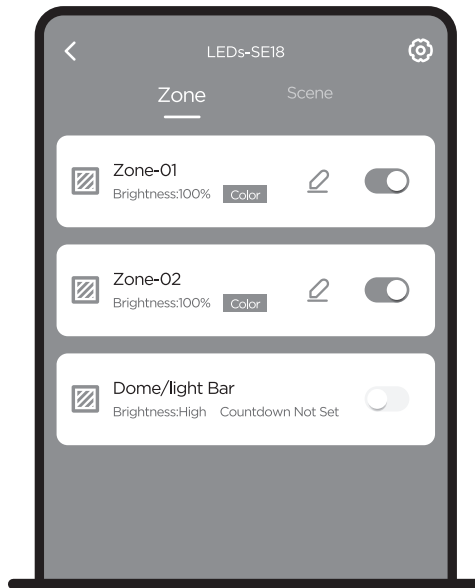 LEDs-SE18
Zone Scene
Zone-01
Brightness:100% Color
Zone-02
Brightness:100% Color
Dome/light Bar
Brightness:High Countdown Not Set